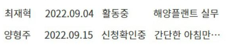 최재혁 2022.09.04 활동중 해양플랜트 실무
양형주 2022.09.15 신청확인중 간단한 아침만…